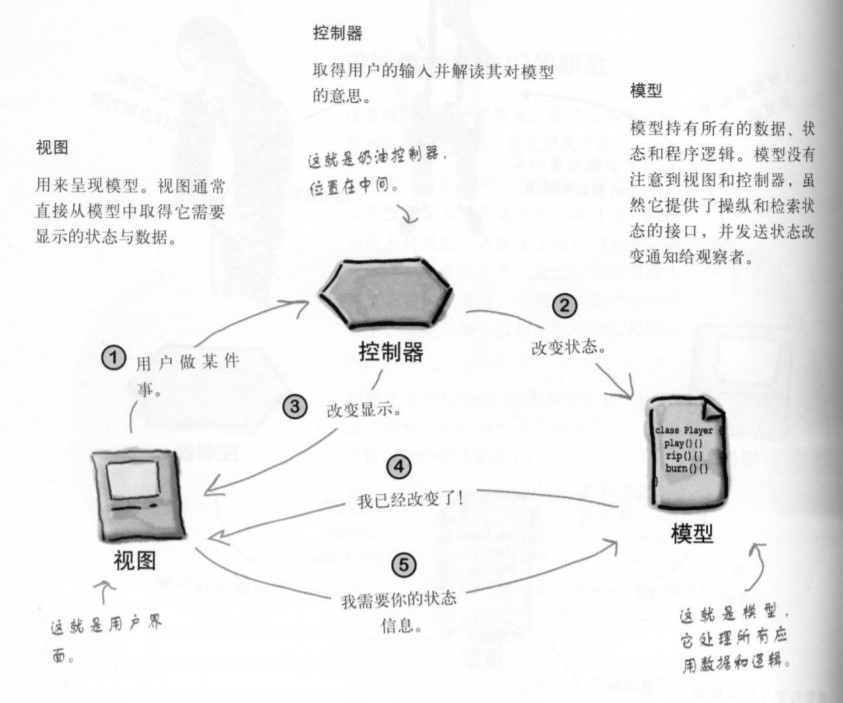 控制器
取得用户的输入并解读其对模型
的意思。
模型
模型持有所有的数据、状
态和程序逻辑。模型没有
注意到视图和控制器，虽
然它提供了操纵和检索状
态的接口，并发送状态改
变通知给观察者。
视图
用来呈现模型。视图通常
直接从模型中取得它需要
显示的状态与数据。
这就是奶油控制器，
位置在中间。
控制器
① 用户做某件
事。
② 改变状态。
③ 改变显示。
class Player {
play(){}
rip(){}
burn(){}
}
④
我已经改变了!
视图
模型
⑤
我需要你的状态
信息。
这就是用户界
面。
这就是模型，
它处理所有应
用数据和逻辑。